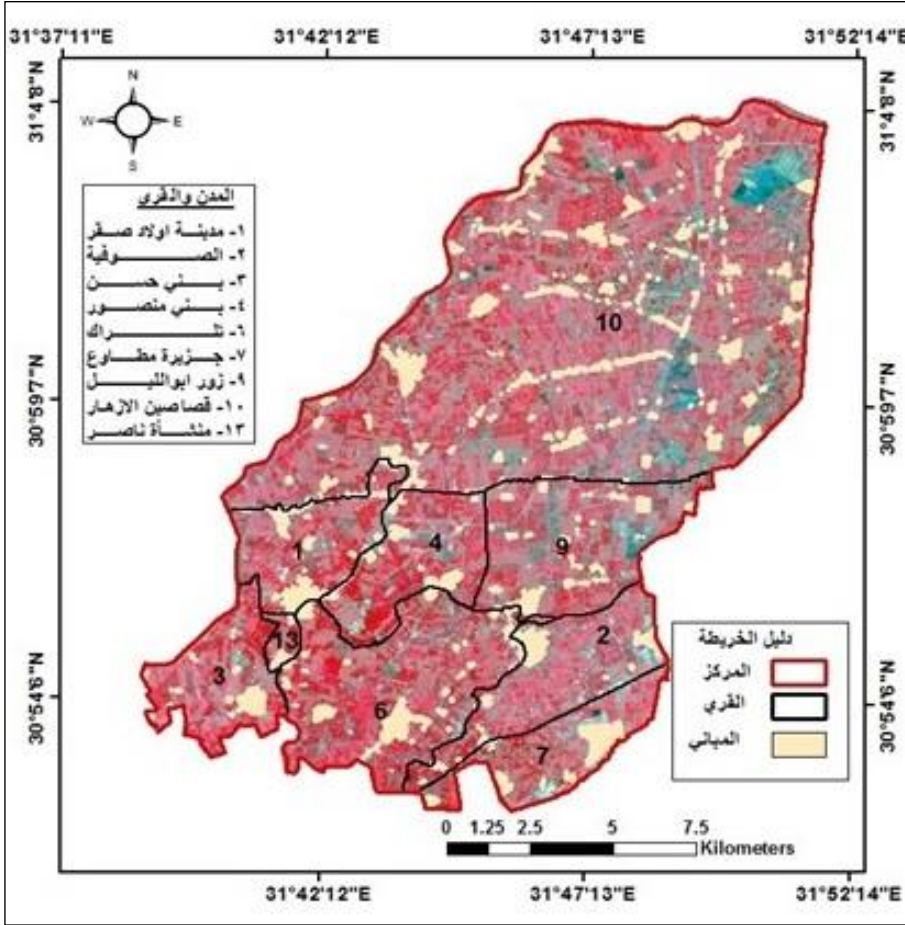 31°37'11"E 31°42'12"E 31°47'13"E 31°52'14"E
31°4'8"N
31°4'8"N
N
W E
S
المدن والقرى
١- مدينة اولاد صقر
٢- الصوفية
٣- بني حسن
٤- بني منصور
٦- تلراك
٧- جزيرة مطاوع
٩- زور ابوالليل
١٠- قصاصين الازهار
١٣- منشأة ناصر
10
30°59'7"N
30°59'7"N
1
4
9
13
2
3
6
7
دليل الخريطة
المركز
القري
المباني
30°54'6"N
30°54'6"N
0 1.25 2.5 5 7.5
Kilometers
31°42'12"E 31°47'13"E 31°52'14"E